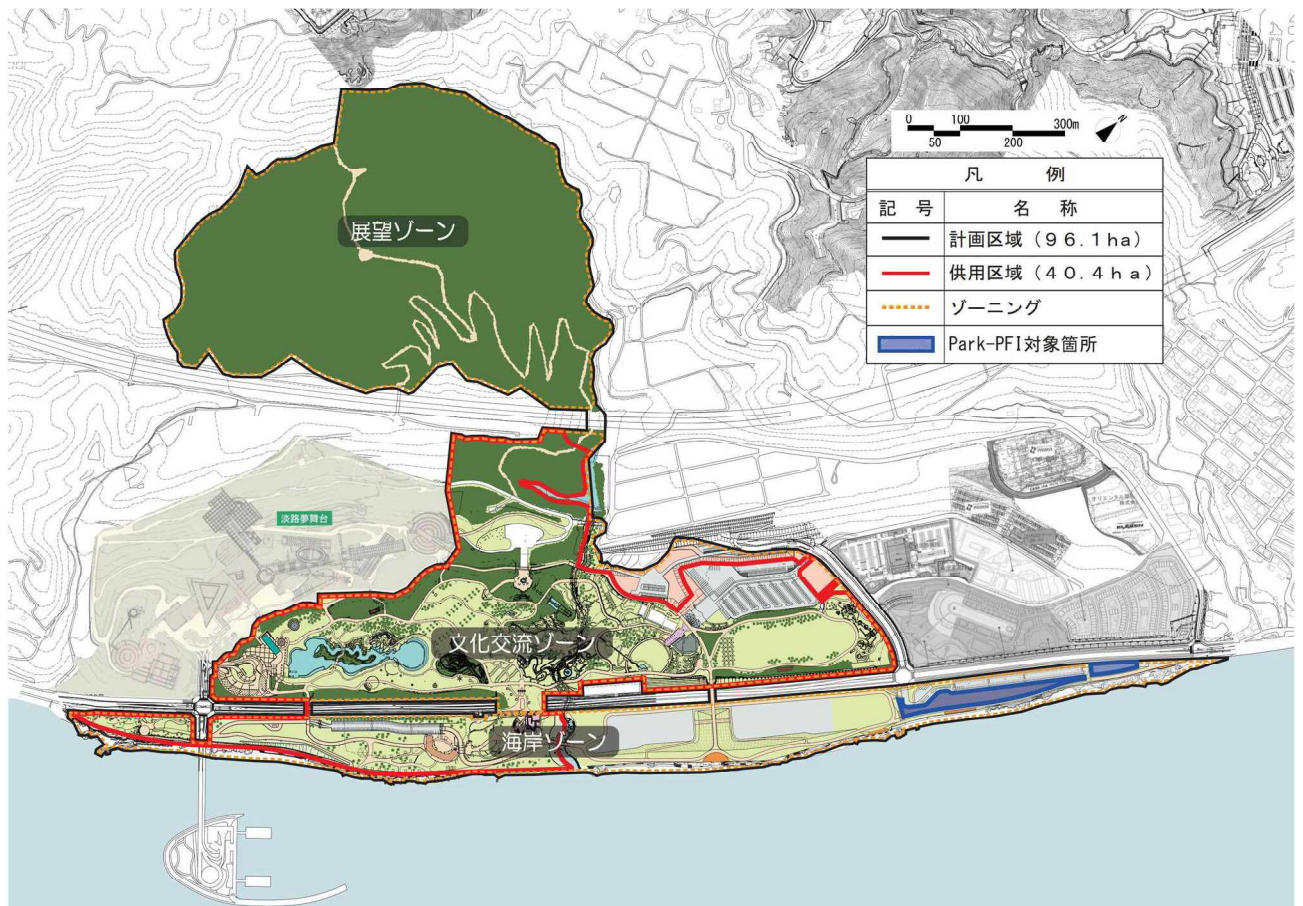 0 100 300m
50 200
N
凡 例
記 号 名 称
計画区域（96.1ha）
供用区域（40.4ha）
ゾーニング
Park-PFI対象箇所
展望ゾーン
淡路夢舞台
文化交流ゾーン
海岸ゾーン